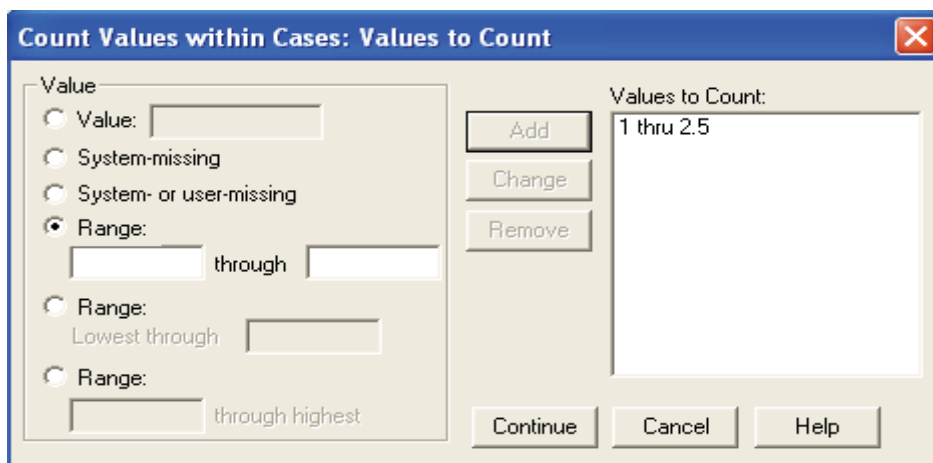 Count Values within Cases: Values to Count
Value
Value:
System-missing
System- or user-missing
Range:
through
Range:
Lowest through
Range:
through highest
Add
Change
Remove
Values to Count:
1 thru 2.5
Continue
Cancel
Help